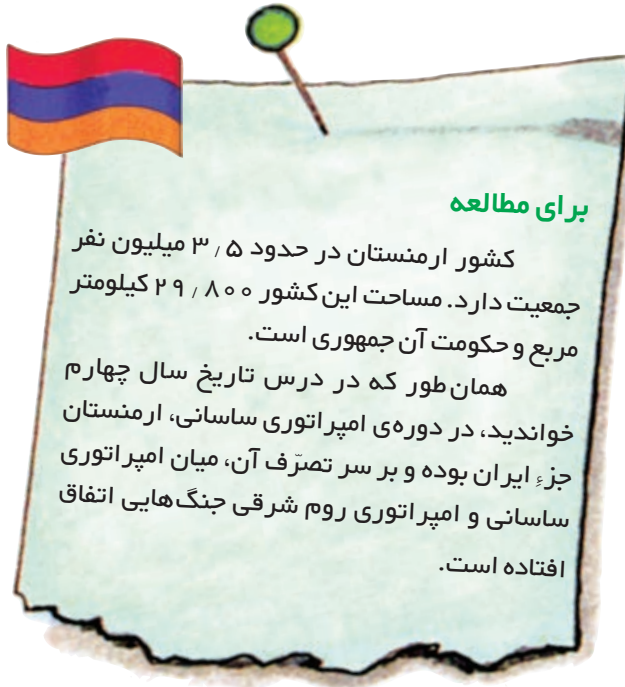 برای مطالعه
کشور ارمنستان در حدود ۳٫۵ میلیون نفر
جمعیت دارد. مساحت این کشور ۲۹٫۸۰۰ کیلومتر
مربع و حکومت آن جمهوری است.
همان‌طور که در درس تاریخ سال چهارم
خواندید، در دوره‌ی امپراتوری ساسانی، ارمنستان
جزءِ ایران بوده و بر سر تصرّف آن، میان امپراتوری
ساسانی و امپراتوری روم شرقی جنگ‌هایی اتفاق
افتاده است.